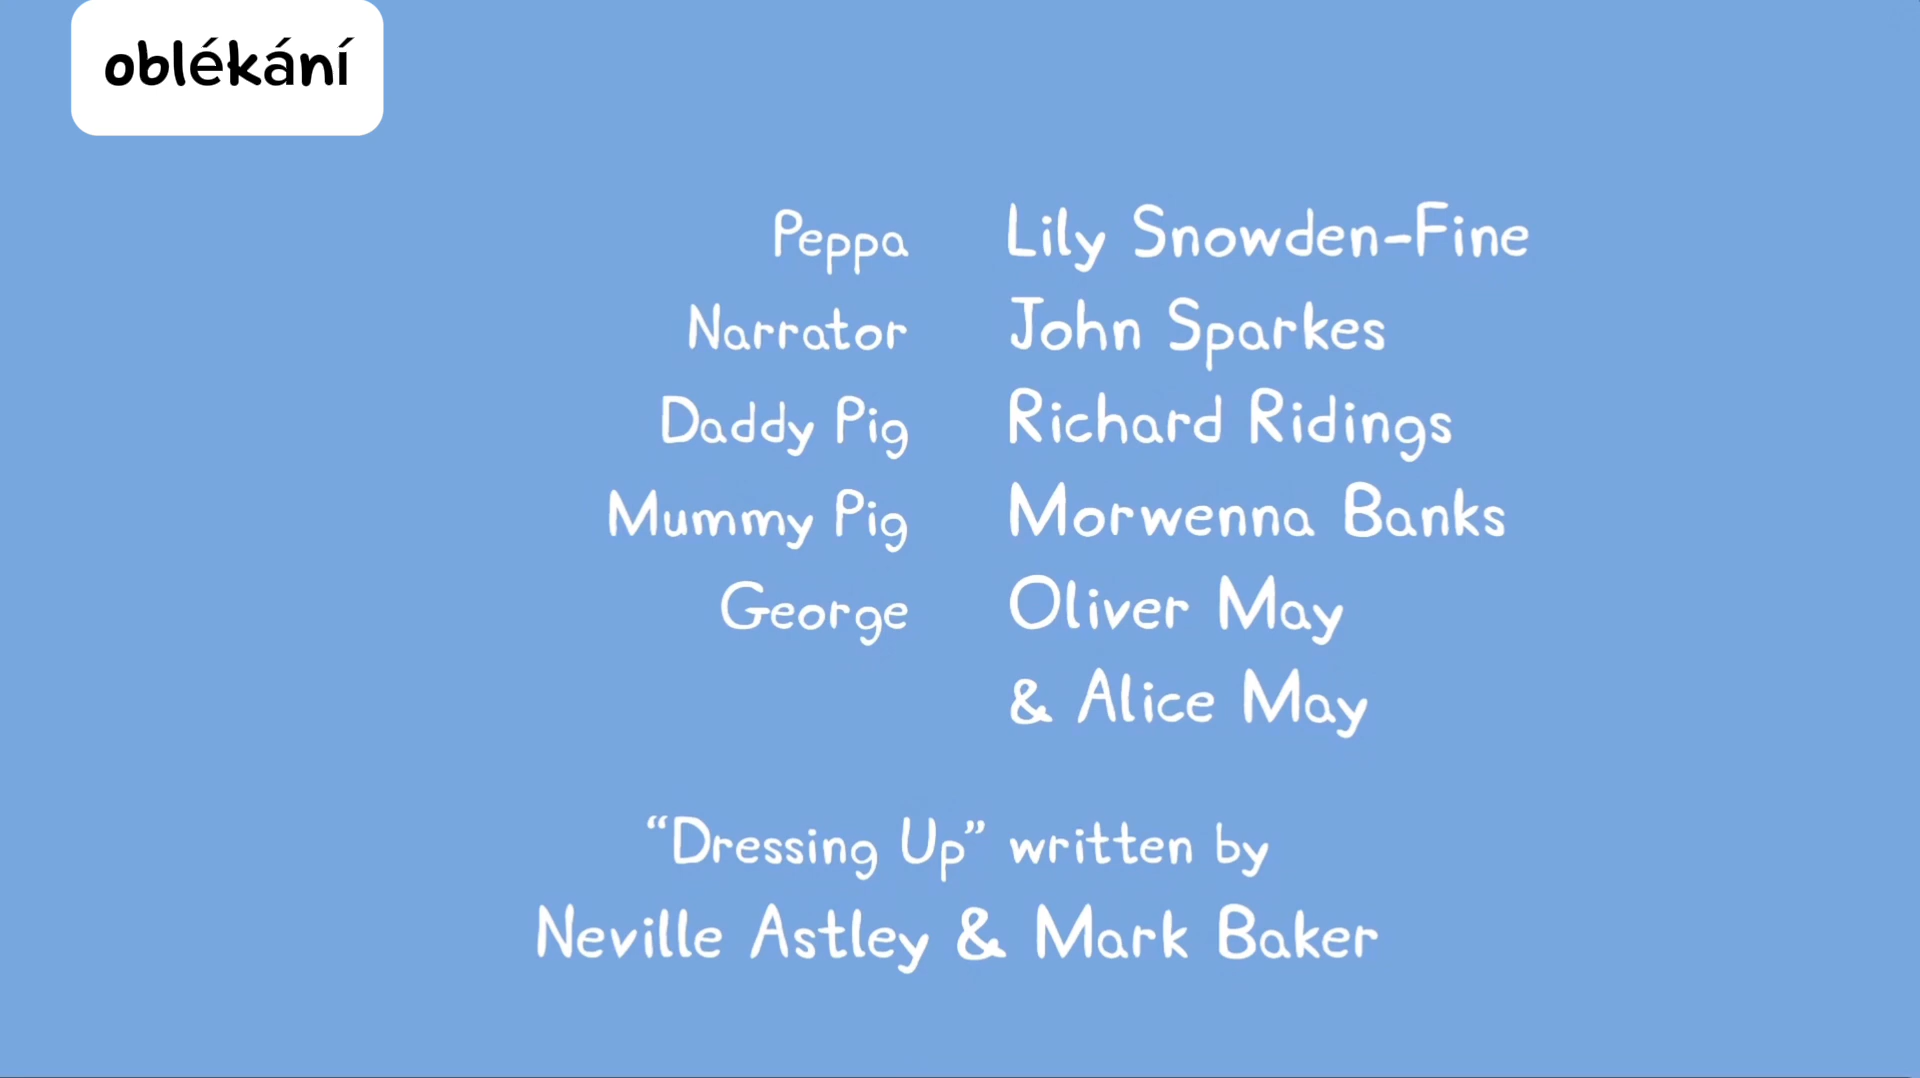 oblékání
Peppa Lily Snowden-Fine
Narrator John Sparkes
Daddy Pig Richard Ridings
Mummy Pig Morwenna Banks
George Oliver May
& Alice May
“Dressing Up” written by
Neville Astley & Mark Baker